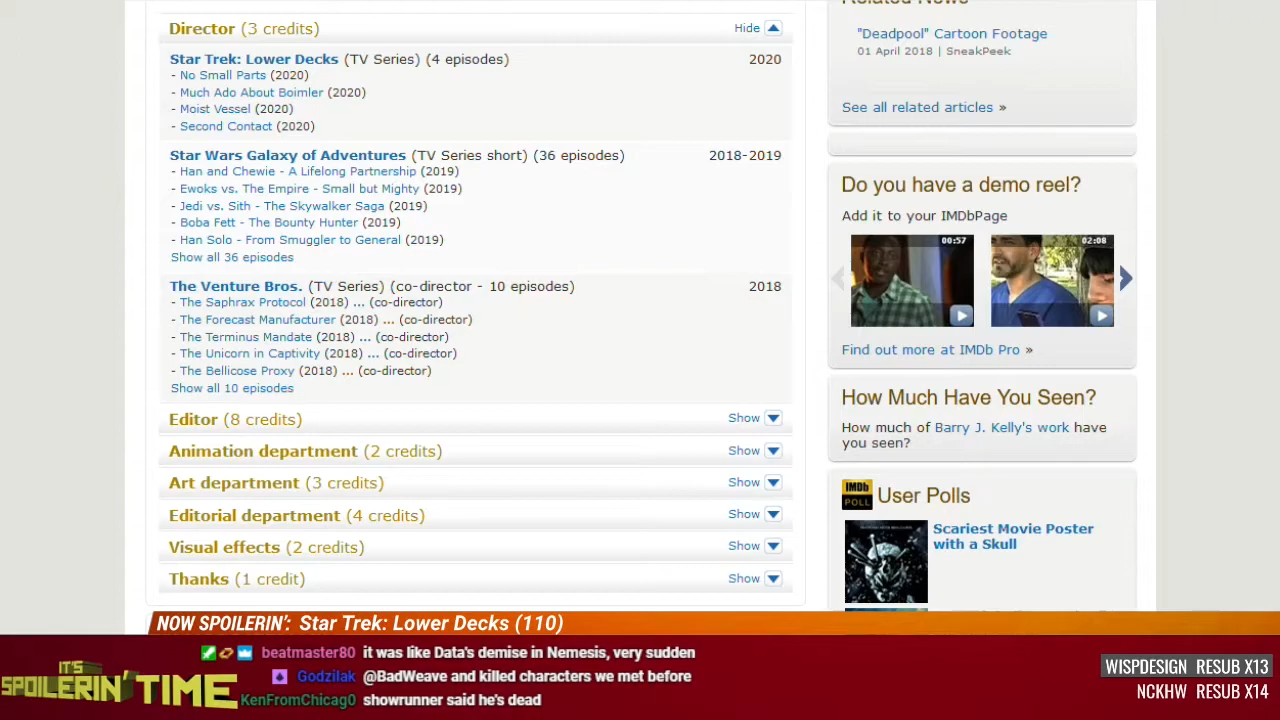 Director (3 credits)
Hide
Star Trek: Lower Decks (TV Series) (4 episodes)
2020
- No Small Parts (2020)
- Much Ado About Boimler (2020)
- Moist Vessel (2020)
- Second Contact (2020)
Star Wars Galaxy of Adventures (TV Series short) (36 episodes)
2018-2019
- Han and Chewie - A Lifelong Partnership (2019)
- Ewoks vs. The Empire - Small but Mighty (2019)
- Jedi vs. Sith - The Skywalker Saga (2019)
- Boba Fett - The Bounty Hunter (2019)
- Han Solo - From Smuggler to General (2019)
Show all 36 episodes
The Venture Bros. (TV Series) (co-director - 10 episodes)
2018
- The Saphrax Protocol (2018) ... (co-director)
- The Forecast Manufacturer (2018) ... (co-director)
- The Terminus Mandate (2018) ... (co-director)
- The Unicorn in Captivity (2018) ... (co-director)
- The Bellicose Proxy (2018) ... (co-director)
Show all 10 episodes
Editor (8 credits)
Show
Animation department (2 credits)
Show
Art department (3 credits)
Show
Editorial department (4 credits)
Show
Visual effects (2 credits)
Show
Thanks (1 credit)
Show
Related News
"Deadpool" Cartoon Footage
01 April 2018 | SneakPeek
See all related articles »
Do you have a demo reel?
Add it to your IMDbPage
00:57
02:08
Find out more at IMDb Pro »
How Much Have You Seen?
How much of Barry J. Kelly's work have
you seen?
IMDb
POLL
User Polls
Scariest Movie Poster
with a Skull
NOW SPOILERIN': Star Trek: Lower Decks (110)
IT'S
SPOILERIN' TIME
beatmaster80 it was like Data's demise in Nemesis, very sudden
Godzilak @BadWeave and killed characters we met before
KenFromChicag0 showrunner said he's dead
WISPDESIGN RESUB X13
NCKHW RESUB X14